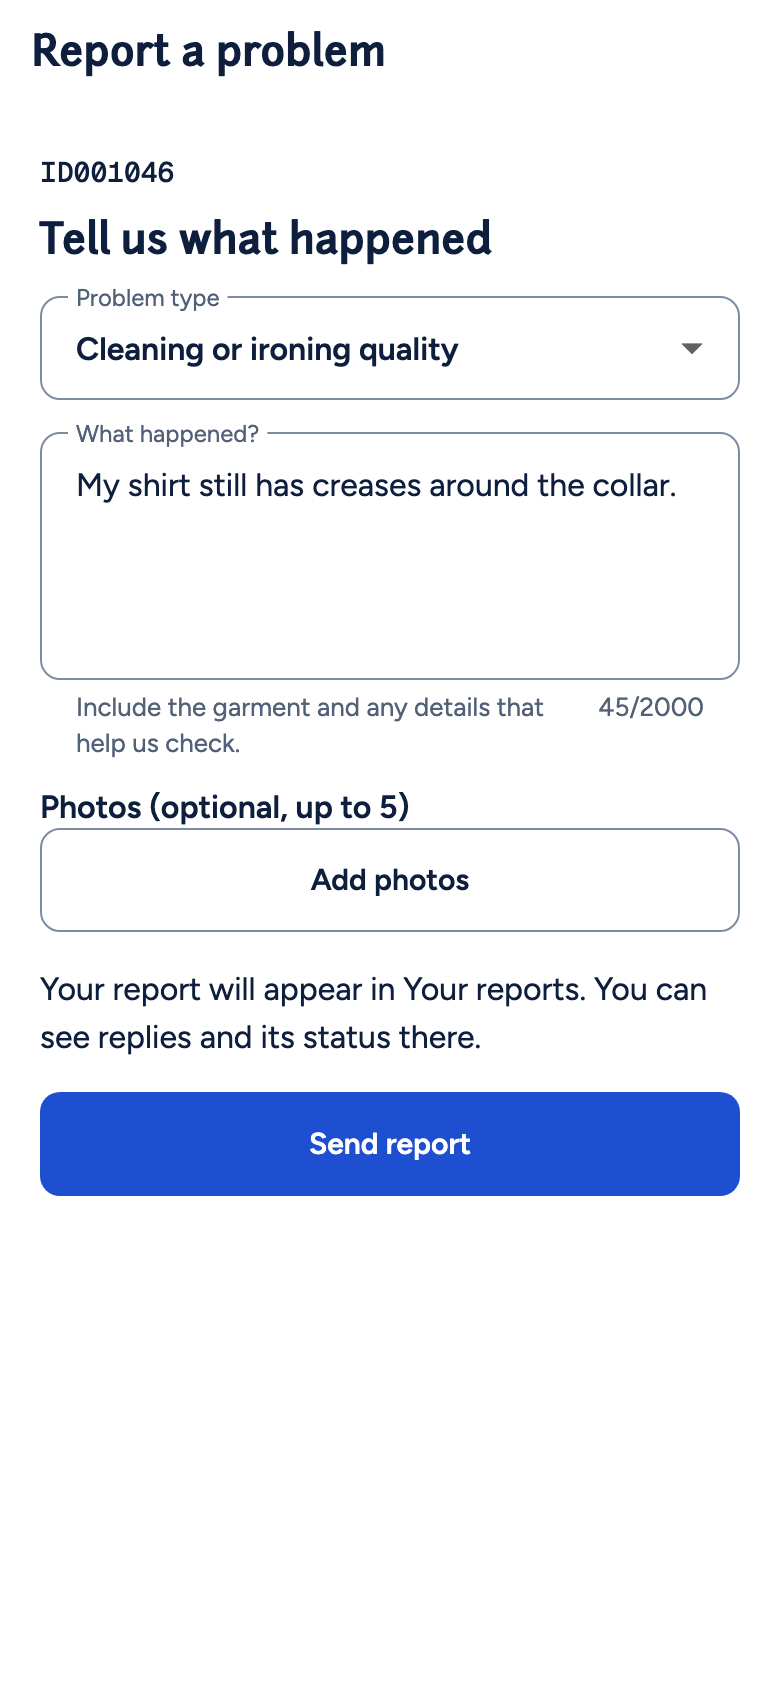 Report a problem
ID001046
Tell us what happened
Problem type
Cleaning or ironing quality
What happened?
My shirt still has creases around the collar.
Include the garment and any details that 45/2000
help us check.
Photos (optional, up to 5)
Add photos
Your report will appear in Your reports. You can
see replies and its status there.
Send report